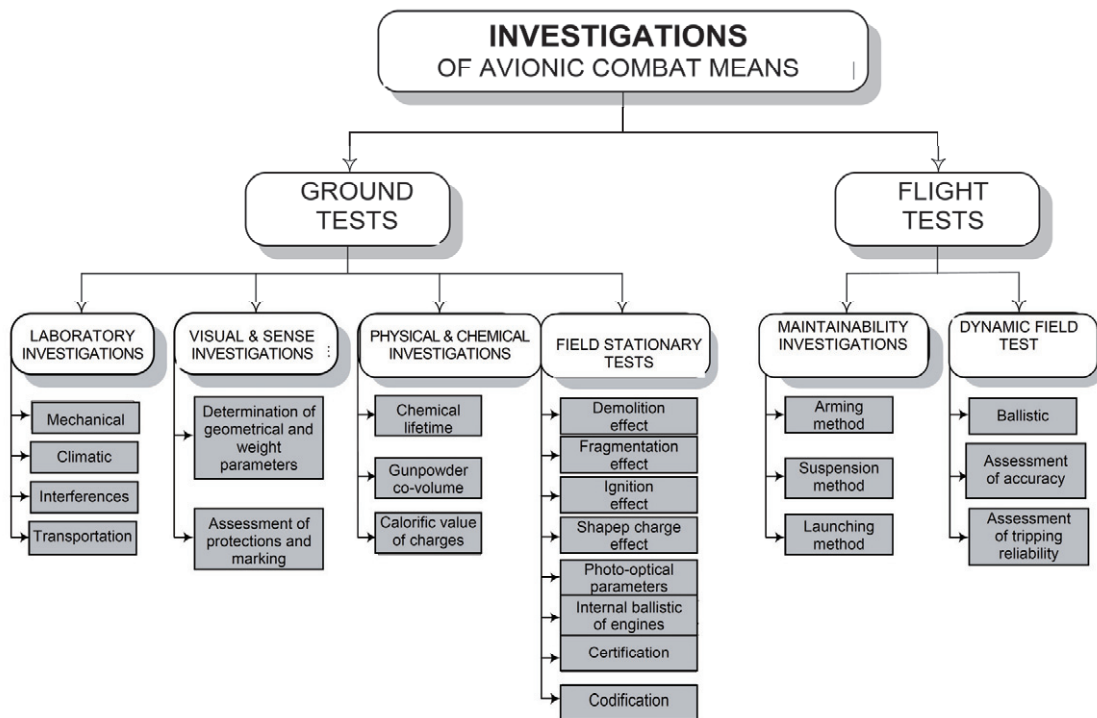 INVESTIGATIONS
OF AVIONIC COMBAT MEANS
GROUND
TESTS
FLIGHT
TESTS
LABORATORY
INVESTIGATIONS
VISUAL & SENSE
INVESTIGATIONS
PHYSICAL & CHEMICAL
INVESTIGATIONS
FIELD STATIONARY
TESTS
MAINTAINABILITY
INVESTIGATIONS
DYNAMIC FIELD
TEST
Mechanical
Climatic
Interferences
Transportation
Determination of
geometrical and
weight
parameters
Assessment of
protections and
marking
Chemical
lifetime
Gunpowder
co-volume
Calorific value
of charges
Demolition
effect
Fragmentation
effect
Ignition
effect
Shapep charge
effect
Photo-optical
parameters
Internal ballistic
of engines
Certification
Codification
Arming
method
Suspension
method
Launching
method
Ballistic
Assessment
of accuracy
Assessment
of tripping
reliability